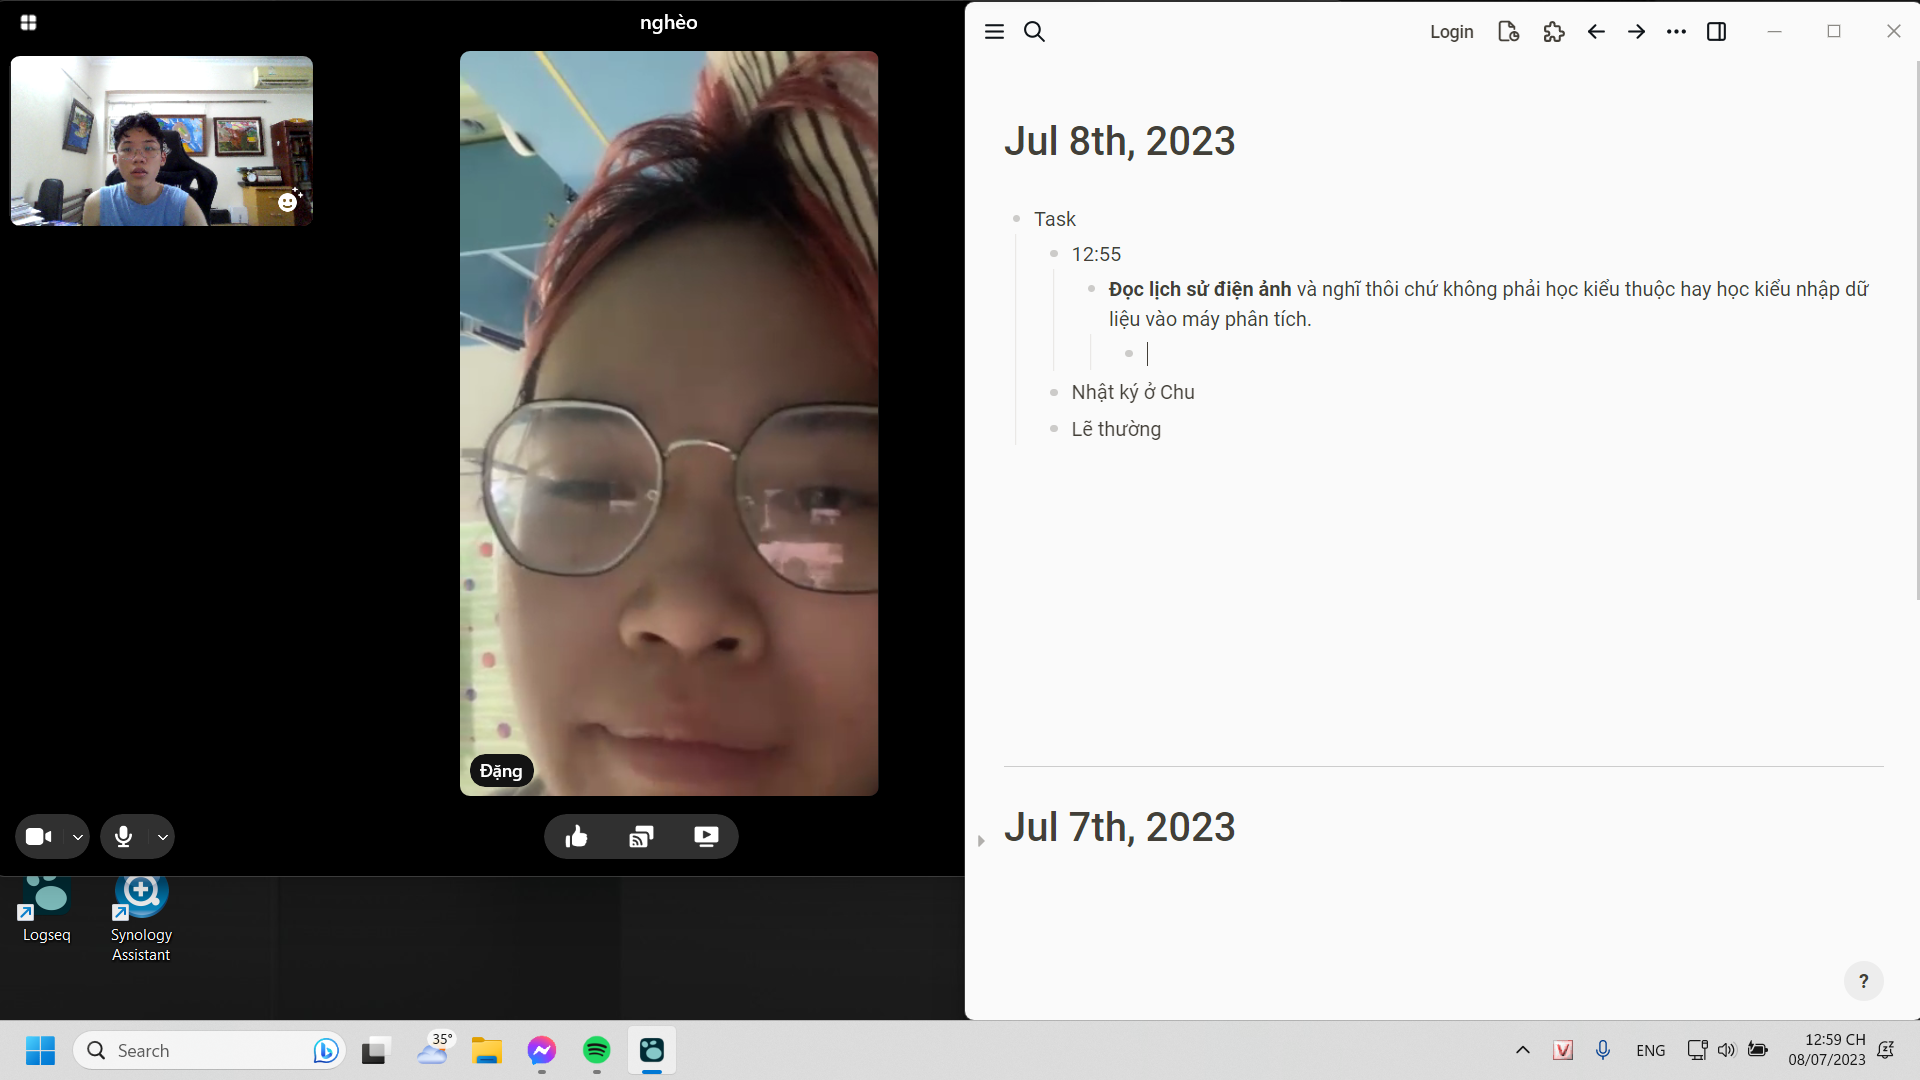 nghèo
Đặng
Login
Jul 8th, 2023
Task
12:55
Đọc lịch sử điện ảnh và nghĩ thôi chứ không phải học kiểu thuộc hay học kiểu nhập dữ
liệu vào máy phân tích.
Nhật ký ở Chu
Lẽ thường
Jul 7th, 2023
?
Logseq
Synology
Assistant
Search
35°
V
ENG
12:59 CH
08/07/2023